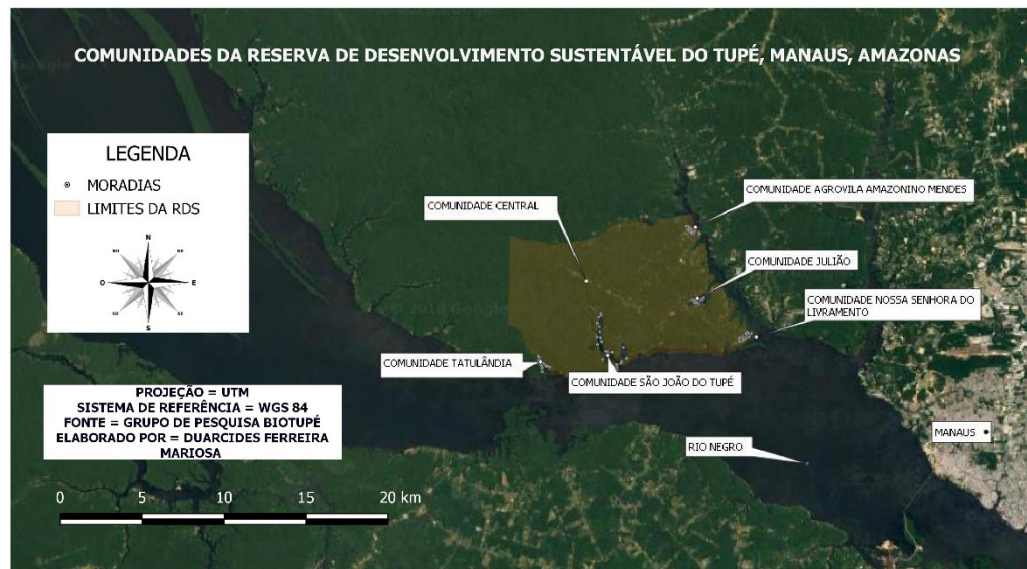 COMUNIDADES DA RESERVA DE DESENVOLVIMENTO SUSTENTÁVEL DO TUPÉ, MANAUS, AMAZONAS
LEGENDA
MORADIAS
LIMITES DA RDS
N
O
E
S
COMUNIDADE AGROVILA AMAZONINO MENDES
COMUNIDADE CENTRAL
COMUNIDADE JULIÃO
COMUNIDADE NOSSA SENHORA DO
LIVRAMENTO
COMUNIDADE TATULÂNDIA
COMUNIDADE SÃO JOÃO DO TUPÉ
MANAUS
RIO NEGRO
PROJEÇÃO = UTM
SISTEMA DE REFERÊNCIA = WGS 84
FONTE = GRUPO DE PESQUISA BIOTUPÉ
ELABORADO POR = DUARCIDES FERREIRA
MARIOSA
0 5 10 15 20 km